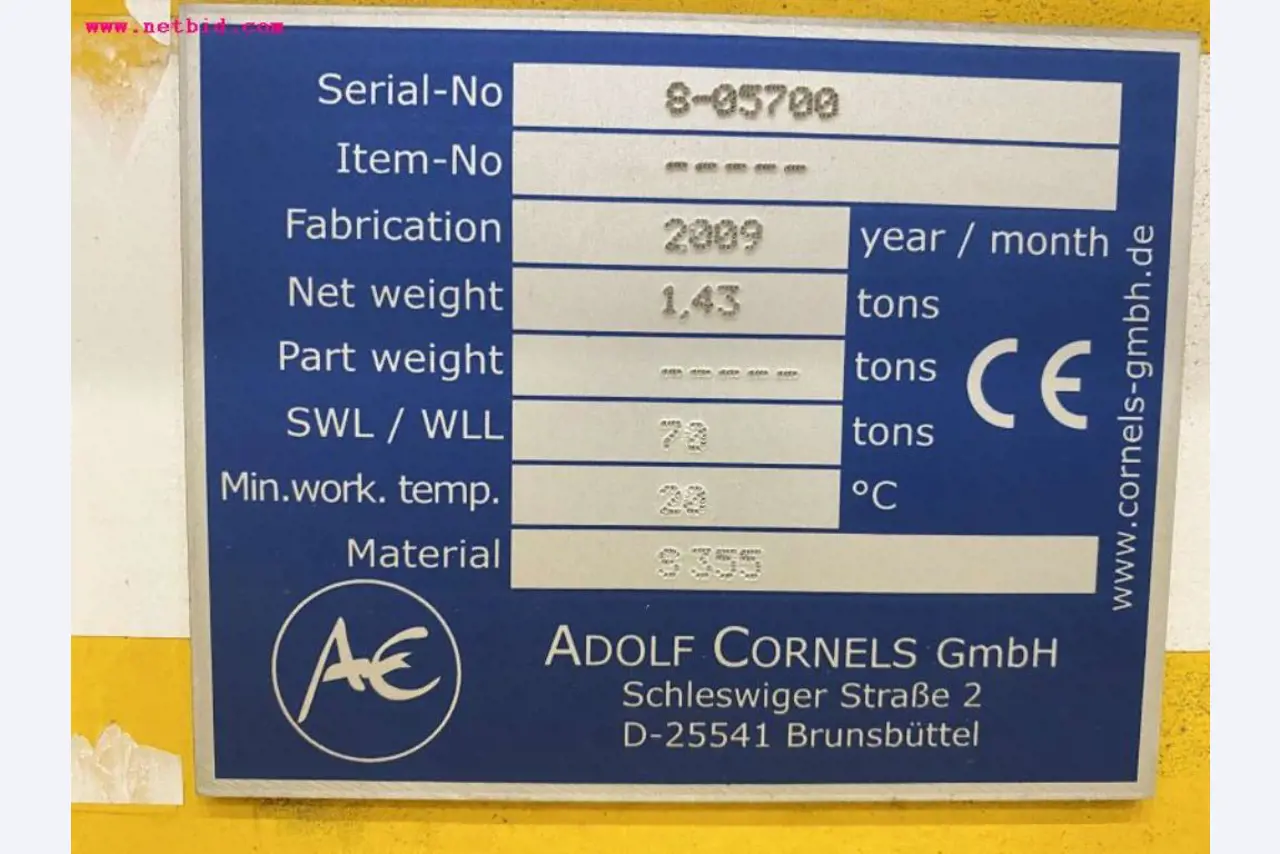 www.netbid.com
Serial-No 8-05700
Item-No -----
Fabrication 2009 year / month
Net weight 1,43 tons
Part weight ----- tons
SWL / WLL 70 tons
Min.work. temp. 20 °C
Material S355
CE
www.cornels-gmbh.de
AE
ADOLF CORNELS GmbH
Schleswiger Straße 2
D-25541 Brunsbüttel